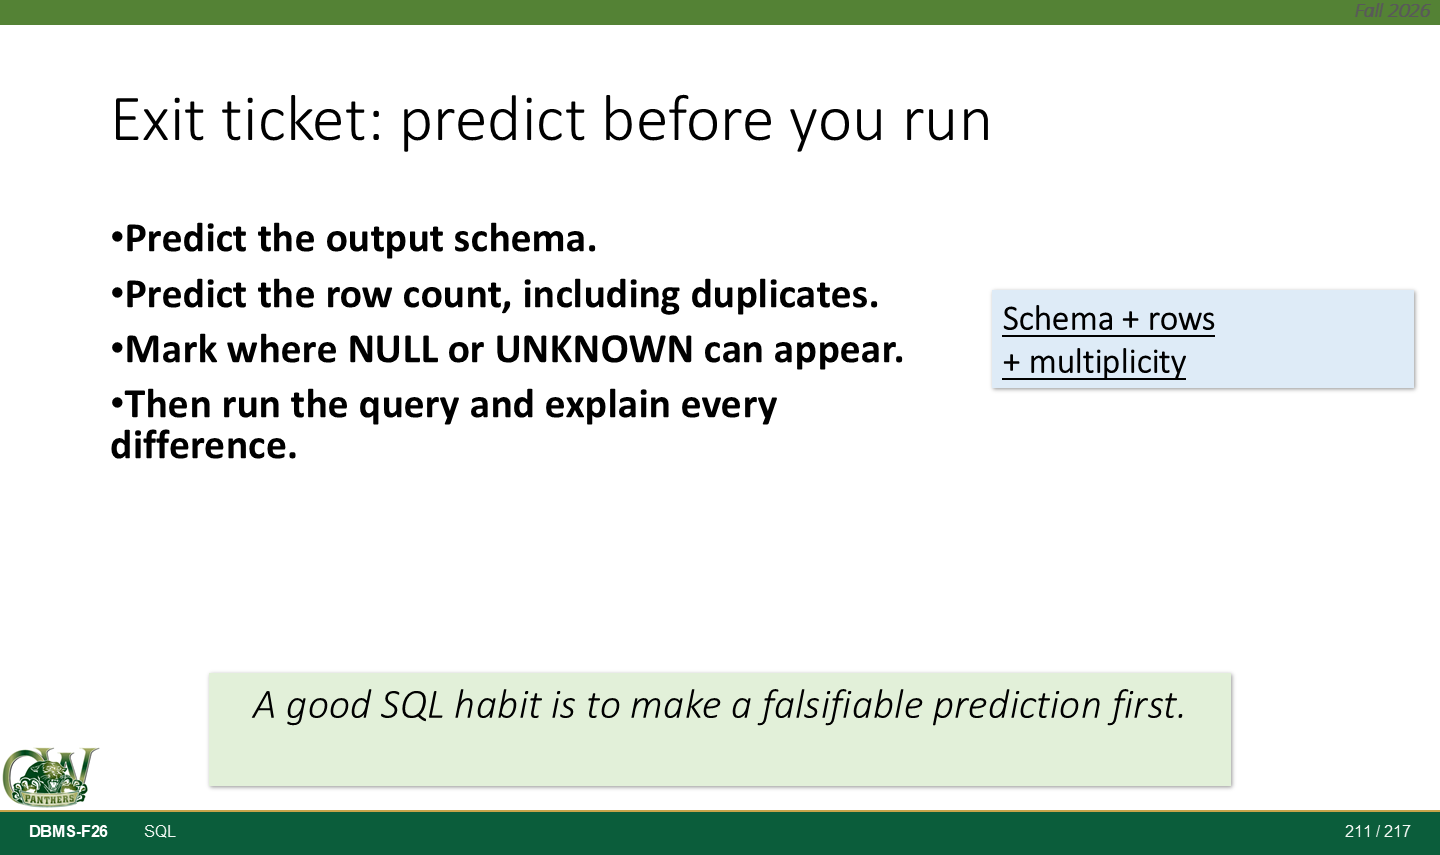 Fall 2026
Exit ticket: predict before you run
•Predict the output schema.
•Predict the row count, including duplicates.
•Mark where NULL or UNKNOWN can appear.
•Then run the query and explain every
difference.
Schema + rows
+ multiplicity
A good SQL habit is to make a falsifiable prediction first.
OW
PANTHERS
DBMS-F26 SQL 211 / 217